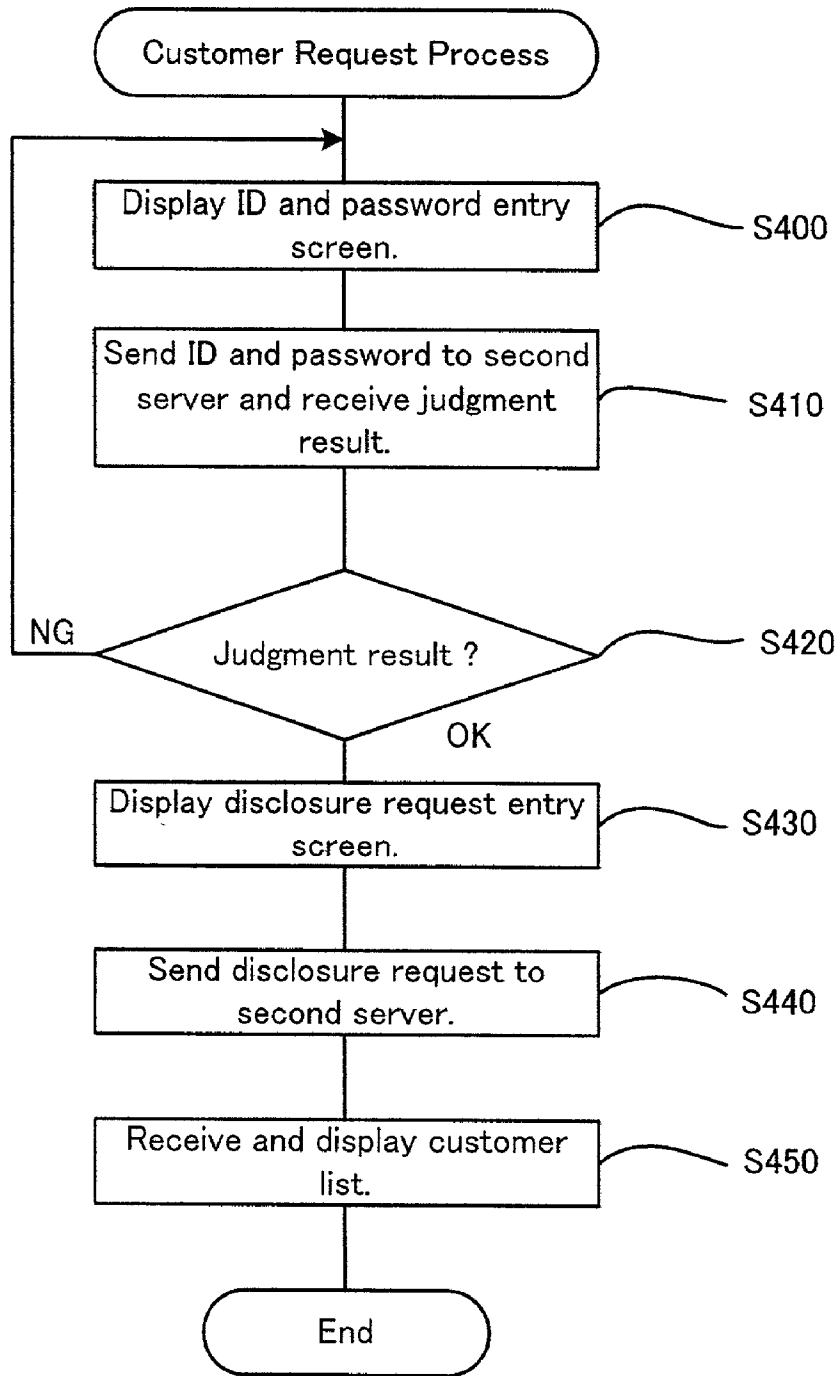 Customer Request Process
Display ID and password entry
screen.
S400
Send ID and password to second
server and receive judgment
result.
S410
NG
Judgment result ?
S420
OK
Display disclosure request entry
screen.
S430
Send disclosure request to
second server.
S440
Receive and display customer
list.
S450
End